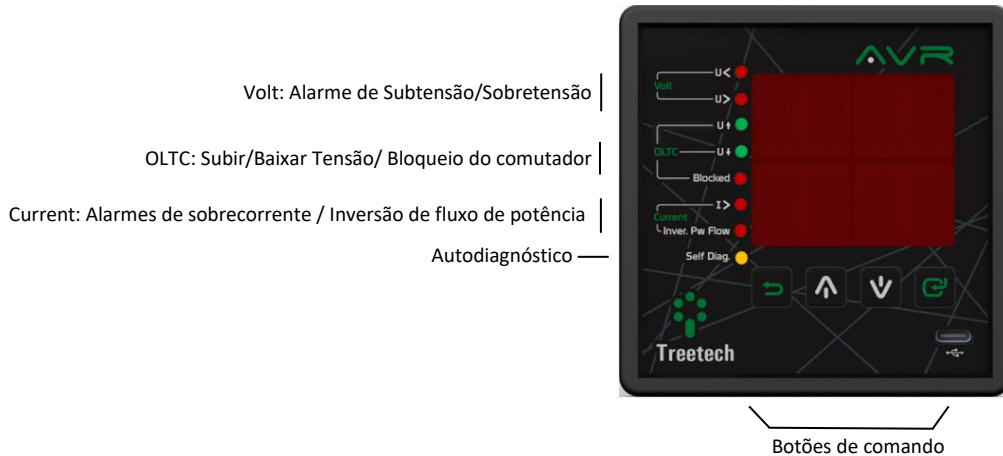 AVR
U<
Volt
Volt: Alarme de Subtensão/Sobretensão
U>
U↑
OLTC
OLTC: Subir/Baixar Tensão/ Bloqueio do comutador
U↓
Blocked
I>
Current: Alarmes de sobrecorrente / Inversão de fluxo de potência
Current
Inver. Pw Flow
Autodiagnóstico
Self Diag.
Treetech
Botões de comando